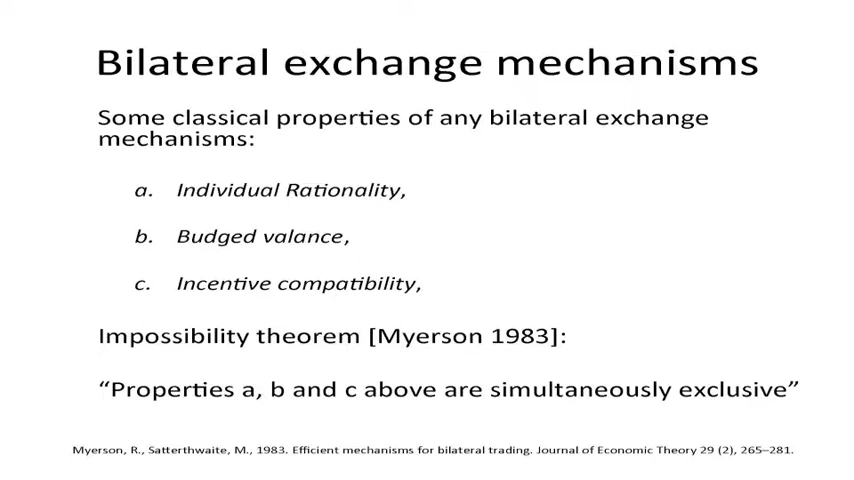 Bilateral exchange mechanisms
Some classical properties of any bilateral exchange
mechanisms:
a. Individual Rationality,
b. Budged valance,
c. Incentive compatibility,
Impossibility theorem [Myerson 1983]:
“Properties a, b and c above are simultaneously exclusive”
Myerson, R., Satterthwaite, M., 1983. Efficient mechanisms for bilateral trading. Journal of Economic Theory 29 (2), 265–281.